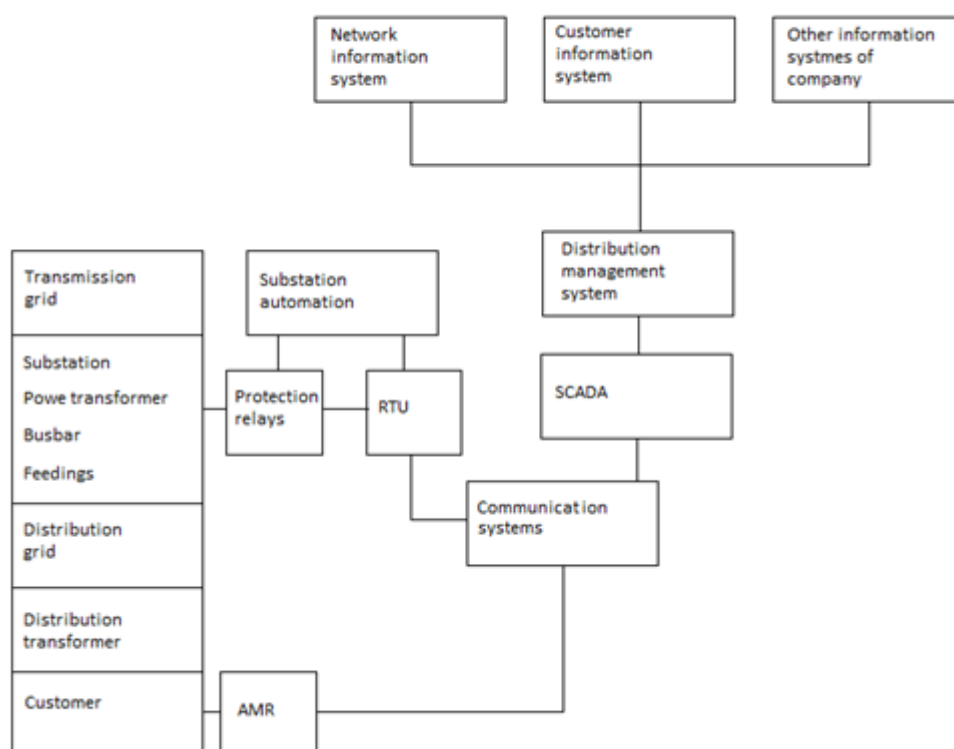 Network
information
system
Customer
information
system
Other information
systmes of
company
Distribution
management
system
Transmission
grid
Substation
automation
Substation
Powe transformer
Busbar
Feedings
Protection
relays
RTU
SCADA
Communication
systems
Distribution
grid
Distribution
transformer
Customer
AMR